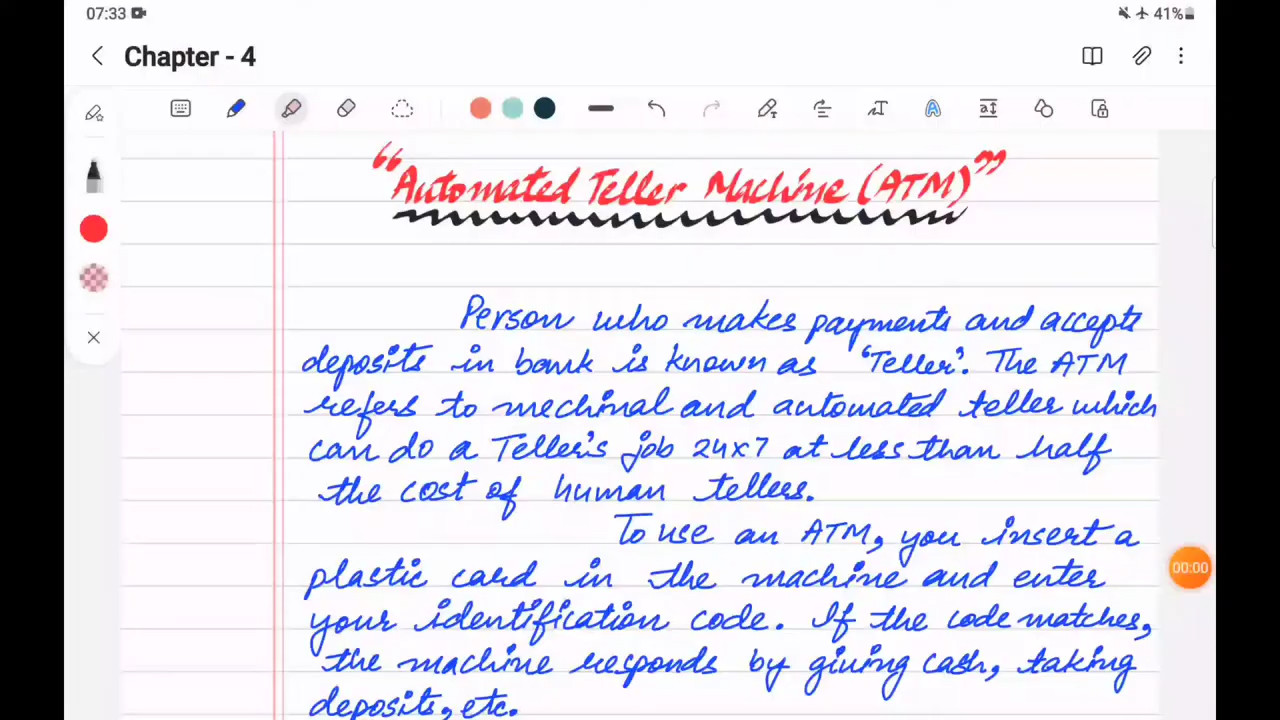 07:33
41%
Chapter - 4
"Automated Teller Machine (ATM)"
Person who makes payments and accepts
deposits in bank is known as 'Teller'. The ATM
refers to mechinal and automated teller which
can do a Teller's job 24x7 at less than half
the cost of human tellers.
To use an ATM, you insert a
plastic card in the machine and enter
your identification code. If the code matches,
the machine responds by giving cash, taking
deposits, etc.
00:00